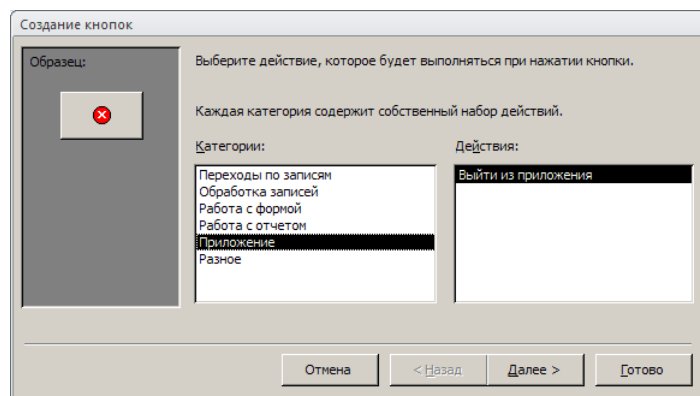 Создание кнопок
Образец:
Выберите действие, которое будет выполняться при нажатии кнопки.
Каждая категория содержит собственный набор действий.
Категории:
Действия:
Переходы по записям
Обработка записей
Работа с формой
Работа с отчетом
Приложение
Разное
Выйти из приложения
Отмена
< Назад
Далее >
Готово